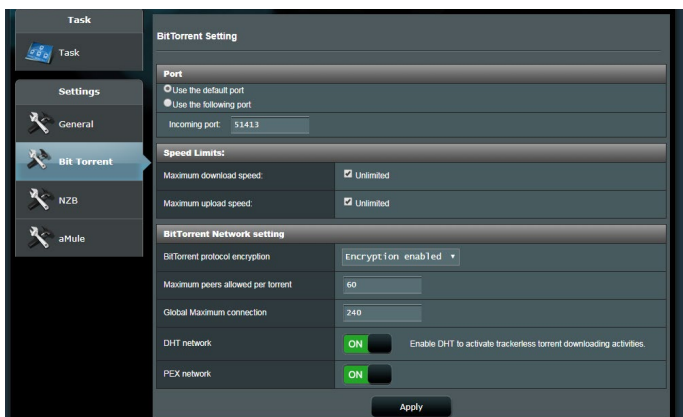 Task
Task
Settings
General
Bit Torrent
NZB
aMule
BitTorrent Setting
Port
Use the default port
Use the following port
Incoming port: 51413
Speed Limits:
Maximum download speed: Unlimited
Maximum upload speed: Unlimited
BitTorrent Network setting
BitTorrent protocol encryption Encryption enabled
Maximum peers allowed per torrent 60
Global Maximum connection 240
DHT network ON Enable DHT to activate trackerless torrent downloading activities.
PEX network ON
Apply